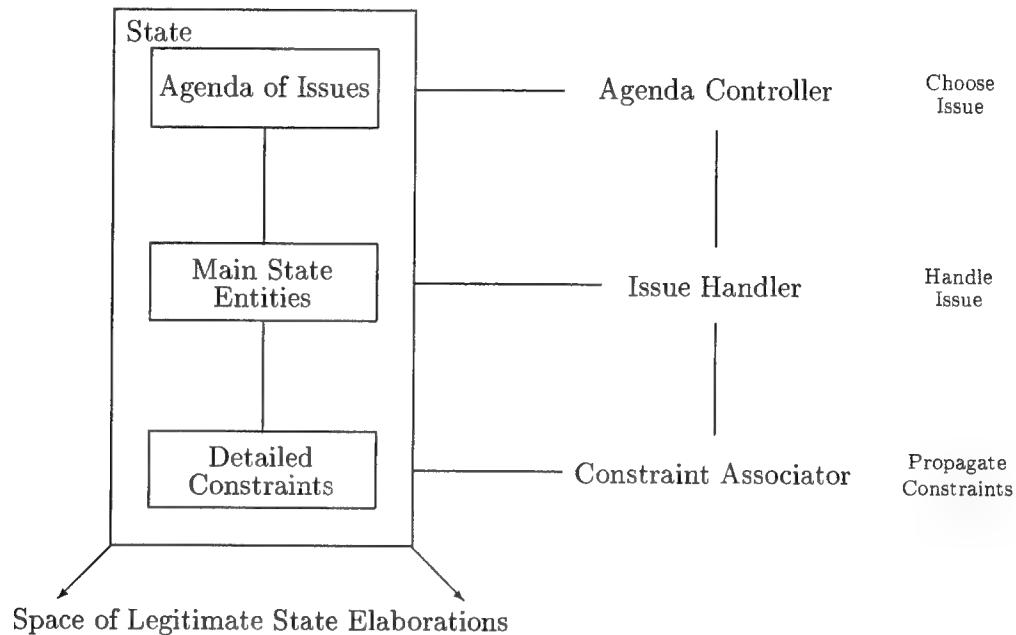 State
Agenda of Issues
Agenda Controller
Choose
Issue
Main State
Entities
Issue Handler
Handle
Issue
Detailed
Constraints
Constraint Associator
Propagate
Constraints
Space of Legitimate State Elaborations